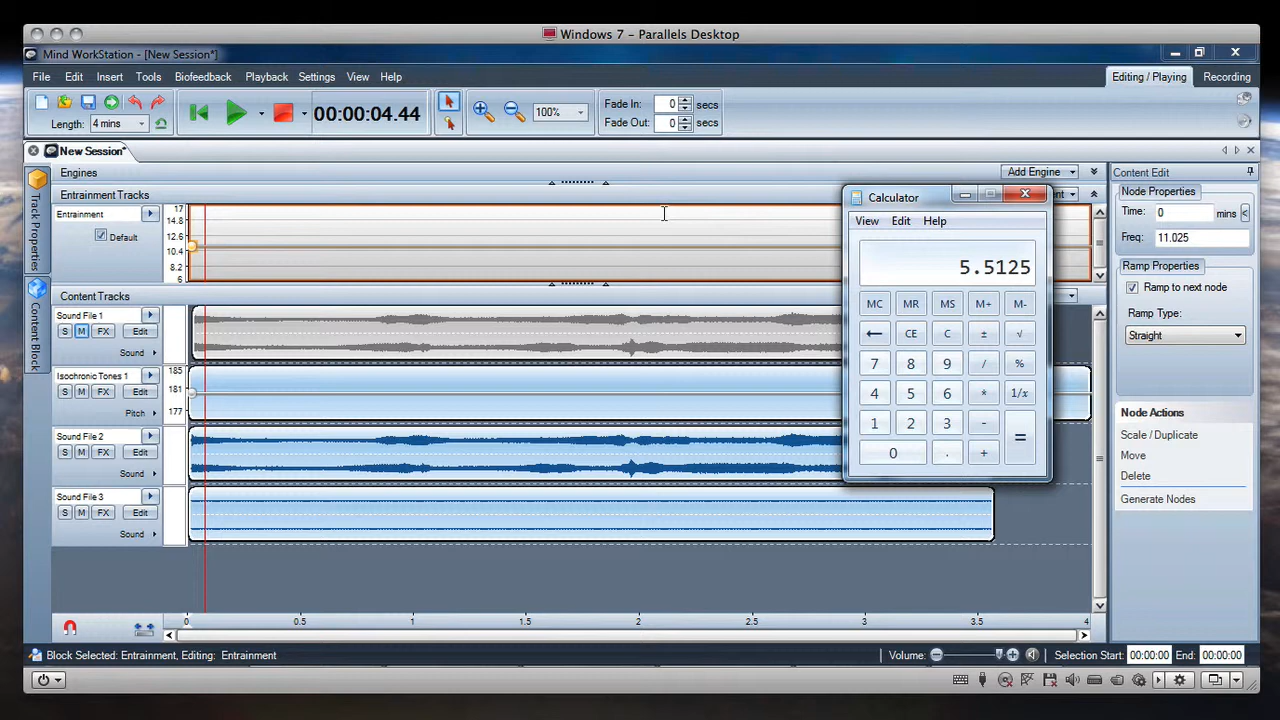 Windows 7 - Parallels Desktop
Mind WorkStation - [New Session*]
File Edit Insert Tools Biofeedback Playback Settings View Help
Editing / Playing Recording
Length: 4 mins
00:00:04.44
100%
Fade In: 0 secs
Fade Out: 0 secs
New Session*
Engines
Add Engine
Entrainment Tracks
Entrainment
Default
17
14.8
12.6
10.4
8.2
6
Content Tracks
Sound File 1
S M FX Edit
Sound
Isochronic Tones 1
S M FX Edit
Pitch
185
181
177
Sound File 2
S M FX Edit
Sound
Sound File 3
S M FX Edit
Sound
0 0.5 1 1.5 2 2.5 3 3.5 4
Track Properties
Content Block
Calculator
View Edit Help
5.5125
MC MR MS M+ M-
← CE C ± √
7 8 9 / %
4 5 6 * 1/x
1 2 3 - =
0 . +
Content Edit
Node Properties
Time: 0 mins <
Freq: 11.025
Ramp Properties
Ramp to next node
Ramp Type:
Straight
Node Actions
Scale / Duplicate
Move
Delete
Generate Nodes
Block Selected: Entrainment, Editing: Entrainment
Volume:
Selection Start: 00:00:00 End: 00:00:00